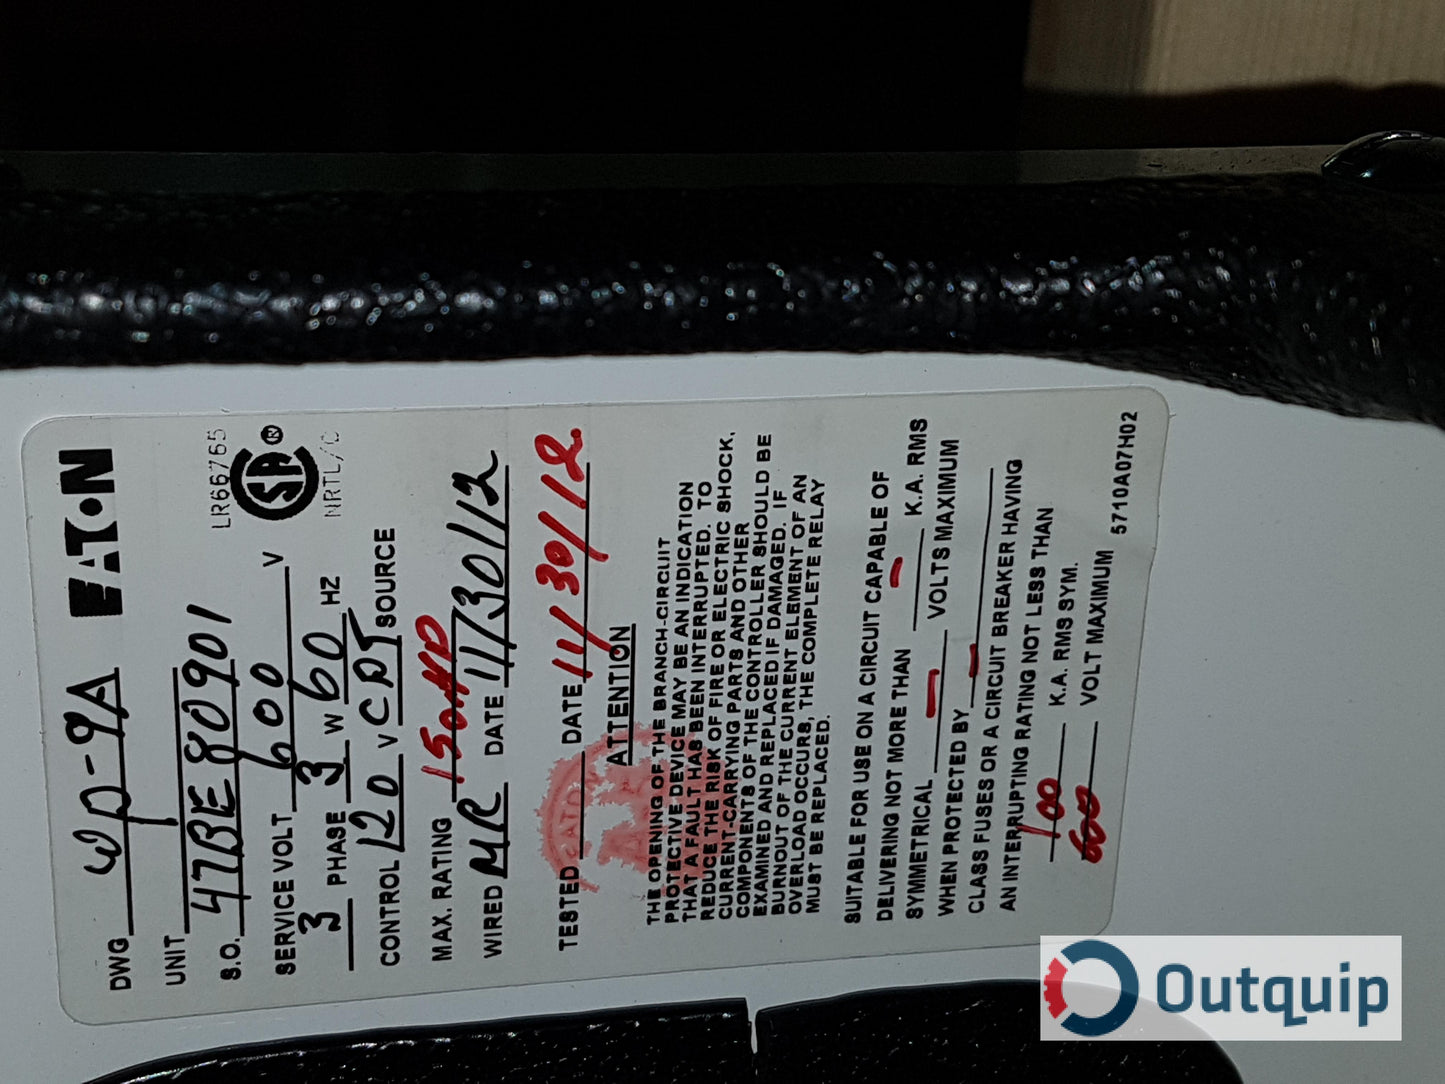 DWG WP-9A EATON
UNIT
S.O. 47BE80901 LR66765
SERVICE VOLT 600 V SA®
3 PHASE 3 W 60 HZ NRTL/C
CONTROL 120 V CPT SOURCE
MAX. RATING 150HP
WIRED MR DATE 11/30/12
TESTED DATE 11/30/12
EATON
ATTENTION
THE OPENING OF THE BRANCH-CIRCUIT
PROTECTIVE DEVICE MAY BE AN INDICATION
THAT A FAULT HAS BEEN INTERRUPTED. TO
REDUCE THE RISK OF FIRE OR ELECTRIC SHOCK,
CURRENT-CARRYING PARTS AND OTHER
COMPONENTS OF THE CONTROLLER SHOULD BE
EXAMINED AND REPLACED IF DAMAGED. IF
BURNOUT OF THE CURRENT ELEMENT OF AN
OVERLOAD OCCURS, THE COMPLETE RELAY
MUST BE REPLACED.
SUITABLE FOR USE ON A CIRCUIT CAPABLE OF
DELIVERING NOT MORE THAN - K.A. RMS
SYMMETRICAL - VOLTS MAXIMUM
WHEN PROTECTED BY -
CLASS FUSES OR A CIRCUIT BREAKER HAVING
AN INTERRUPTING RATING NOT LESS THAN
100 K.A. RMS SYM.
600 VOLT MAXIMUM
5710A07H02
Outquip